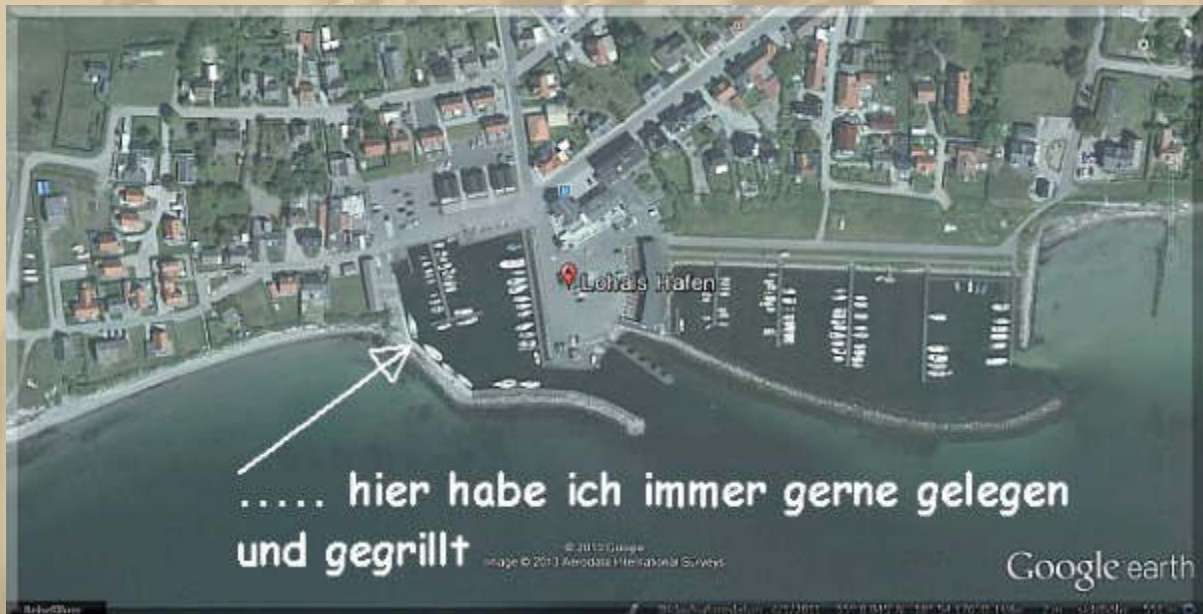 Lohals Hafen
..... hier habe ich immer gerne gelegen
und gegrillt
© 2013 Google
Image © 2013 Aerodata International Surveys
Google earth